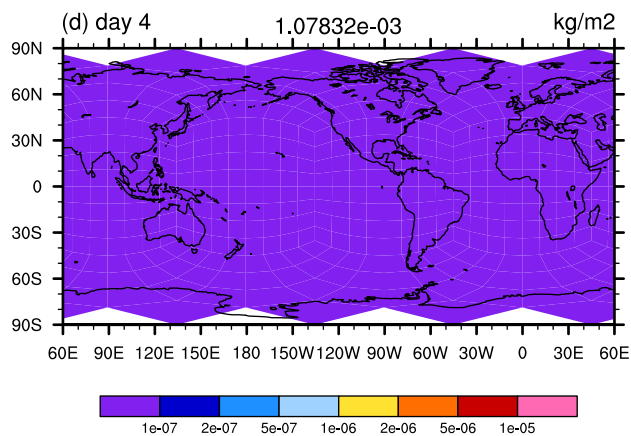 (d) day 4 1.07832e-03 kg/m2
90N
60N
30N
0
30S
60S
90S
60E 90E 120E 150E 180 150W 120W 90W 60W 30W 0 30E 60E
1e-07 2e-07 5e-07 1e-06 2e-06 5e-06 1e-05